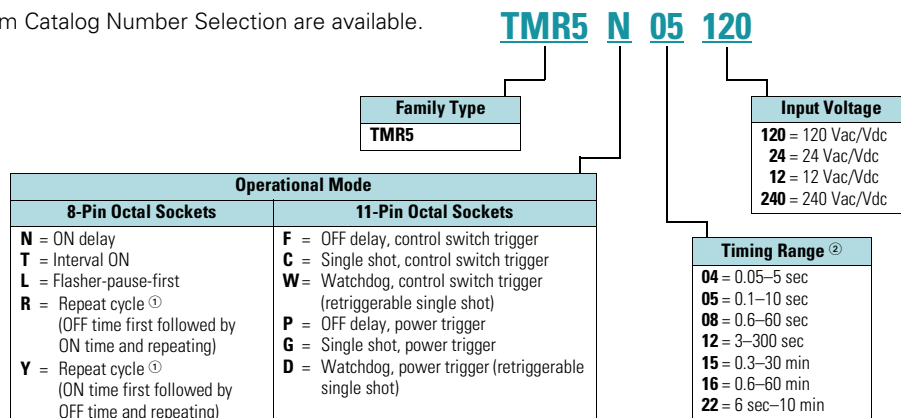 m Catalog Number Selection are available.
TMR5 N 05 120
Family Type
TMR5
Input Voltage
120 = 120 Vac/Vdc
24 = 24 Vac/Vdc
12 = 12 Vac/Vdc
240 = 240 Vac/Vdc
Operational Mode
8-Pin Octal Sockets
N = ON delay
T = Interval ON
L = Flasher-pause-first
R = Repeat cycle ①
(OFF time first followed by
ON time and repeating)
Y = Repeat cycle ①
(ON time first followed by
OFF time and repeating)
11-Pin Octal Sockets
F = OFF delay, control switch trigger
C = Single shot, control switch trigger
W = Watchdog, control switch trigger
(retriggerable single shot)
P = OFF delay, power trigger
G = Single shot, power trigger
D = Watchdog, power trigger (retriggerable
single shot)
Timing Range ②
04 = 0.05–5 sec
05 = 0.1–10 sec
08 = 0.6–60 sec
12 = 3–300 sec
15 = 0.3–30 min
16 = 0.6–60 min
22 = 6 sec–10 min